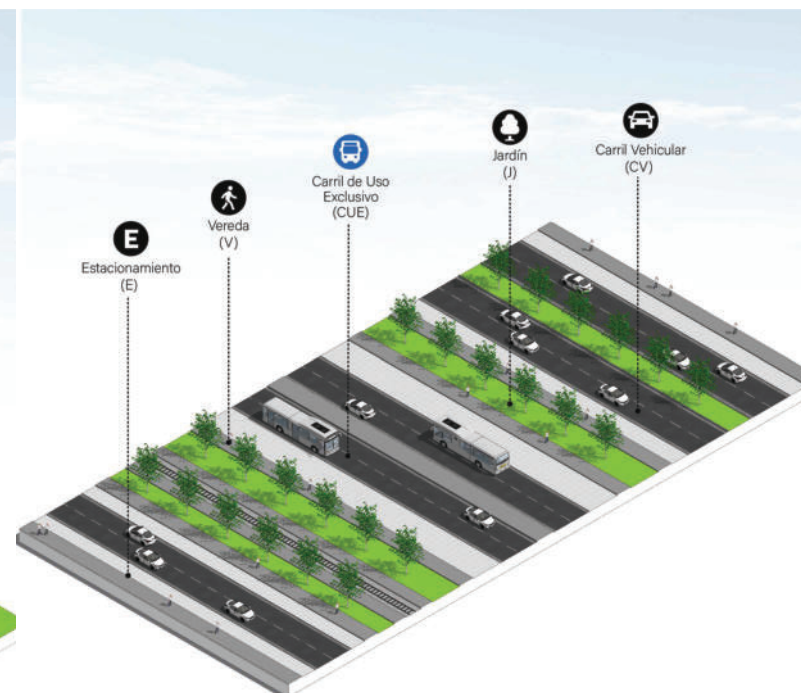 E
Estacionamiento
(E)
Vereda
(V)
Carril de Uso
Exclusivo
(CUE)
Jardín
(J)
Carril Vehicular
(CV)